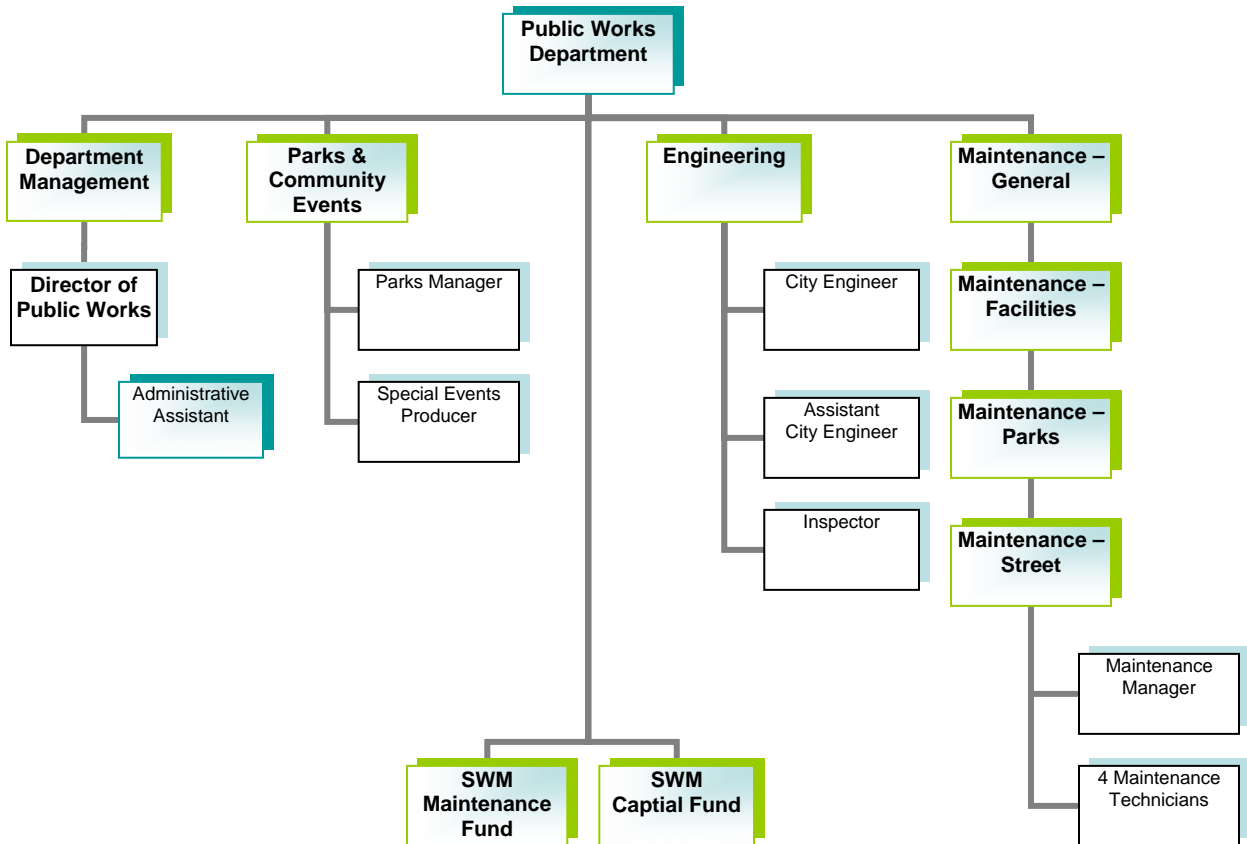 Public Works
Department
Department
Management
Parks &
Community
Events
Engineering
Maintenance –
General
Director of
Public Works
Parks Manager
City Engineer
Maintenance –
Facilities
Administrative
Assistant
Special Events
Producer
Assistant
City Engineer
Maintenance –
Parks
Inspector
Maintenance –
Street
Maintenance
Manager
SWM
Maintenance
Fund
SWM
Captial Fund
4 Maintenance
Technicians